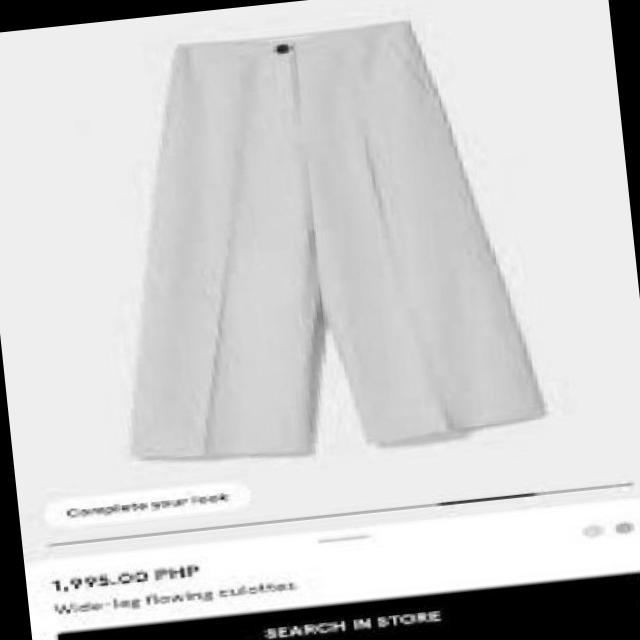 Complete your look
1,995.00 PHP
Wide-leg flowing culottes
SEARCH IN STORE